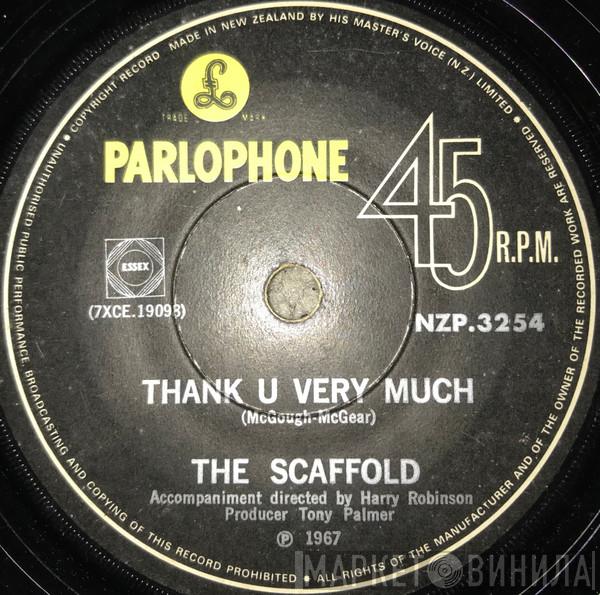 MADE IN NEW ZEALAND BY HIS MASTER'S VOICE (N.Z.) LIMITED • ALL RIGHTS OF THE MANUFACTURER AND OF THE OWNER OF THE RECORDED WORK ARE RESERVED • UNAUTHORISED PUBLIC PERFORMANCE, BROADCASTING AND COPYING OF THIS RECORD PROHIBITED • COPYRIGHT RECORD
£
TRADE MARK
PARLOPHONE
45 R.P.M.
ESSEX
(7XCE.19098)
NZP.3254
THANK U VERY MUCH
(McGough-McGear)
THE SCAFFOLD
Accompaniment directed by Harry Robinson
Producer Tony Palmer
℗ 1967
МАРКЕТ ВИНИЛА